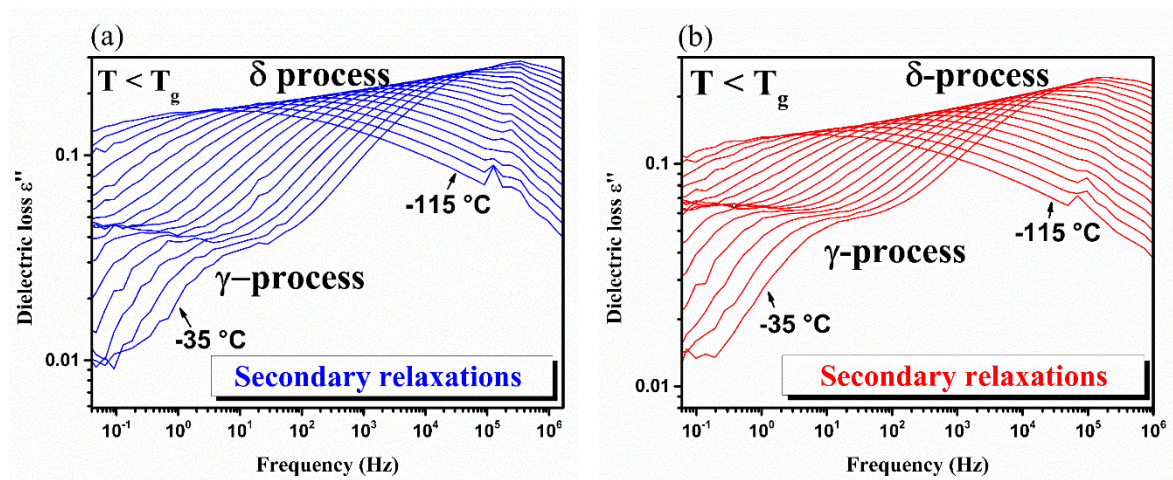 (a)
T < Tg
δ process
Dielectric loss ε''
0.1
0.01
-115 °C
γ−process
-35 °C
Secondary relaxations
10-1 100 101 102 103 104 105 106
Frequency (Hz)
(b)
T < Tg
δ-process
Dielectric loss ε''
0.1
0.01
-115 °C
γ-process
-35 °C
Secondary relaxations
10-1 100 101 102 103 104 105 106
Frequency (Hz)